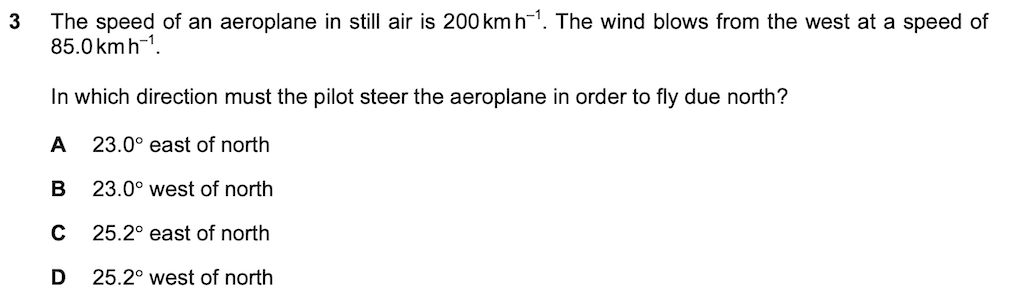 3 The speed of an aeroplane in still air is 200 km h⁻¹. The wind blows from the west at a speed of
85.0 km h⁻¹.
In which direction must the pilot steer the aeroplane in order to fly due north?
A 23.0° east of north
B 23.0° west of north
C 25.2° east of north
D 25.2° west of north